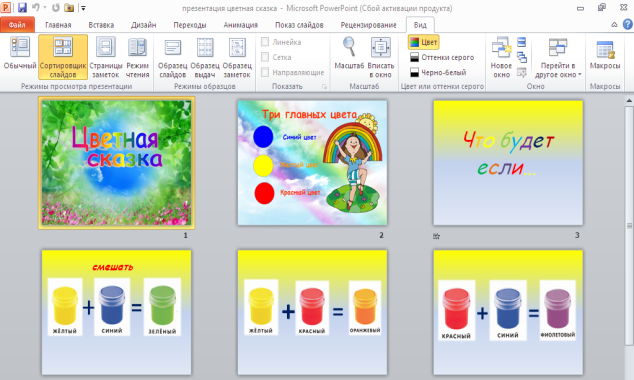 презентация цветная сказка - Microsoft PowerPoint (Сбой активации продукта)
Файл Главная Вставка Дизайн Переходы Анимация Показ слайдов Рецензирование Вид
Обычный Сортировщик слайдов Страницы заметок Режим чтения
Режимы просмотра презентации
Образец слайдов Образец выдач Образец заметок
Режимы образцов
Линейка
Сетка
Направляющие
Показать
Масштаб Вписать в окно
Масштаб
Цвет
Оттенки серого
Черно-белый
Цвет или оттенки серого
Новое окно
Перейти в другое окно
Окно
Макросы
Макросы
Цветная
сказка
1
Три главных цвета
Синий цвет
Красный цвет
2
Что будет
если...
3
смешать
+ =
ЖЁЛТЫЙ СИНИЙ ЗЕЛЁНЫЙ
+ =
ЖЁЛТЫЙ КРАСНЫЙ ОРАНЖЕВЫЙ
+ =
КРАСНЫЙ СИНИЙ ФИОЛЕТОВЫЙ